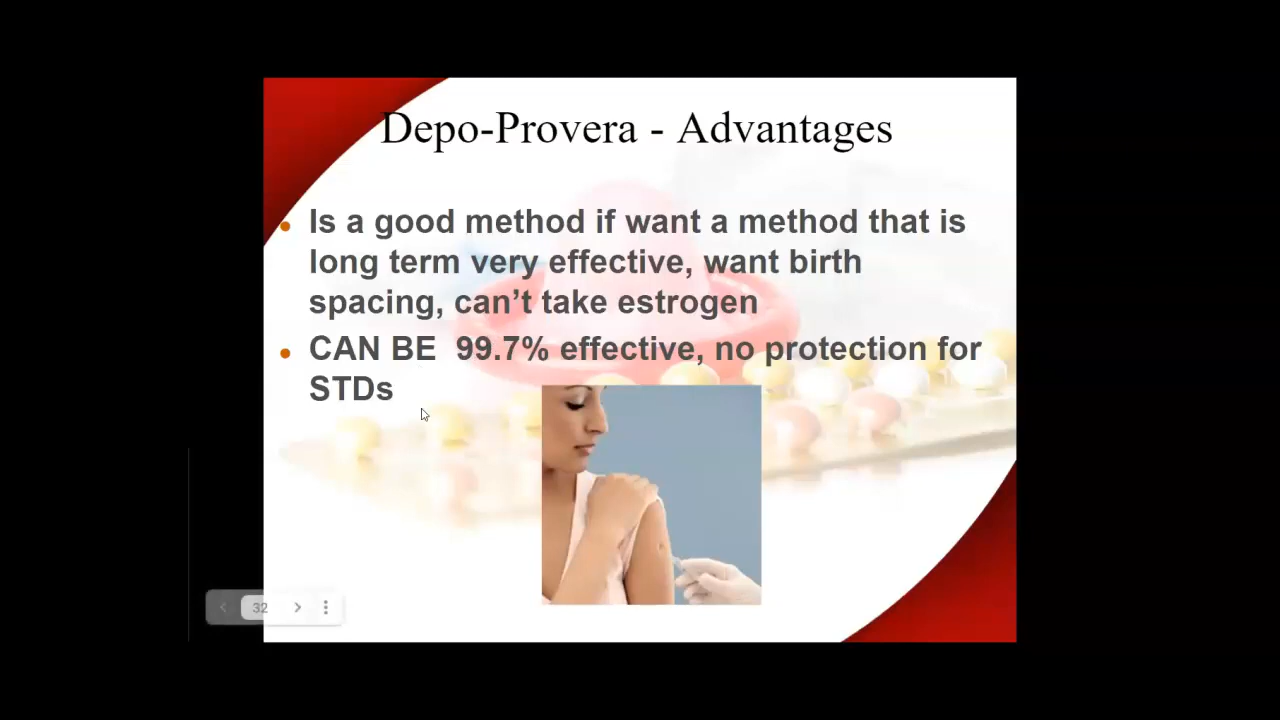 Depo-Provera - Advantages
• Is a good method if want a method that is
long term very effective, want birth
spacing, can't take estrogen
• CAN BE  99.7% effective, no protection for
STDs
32